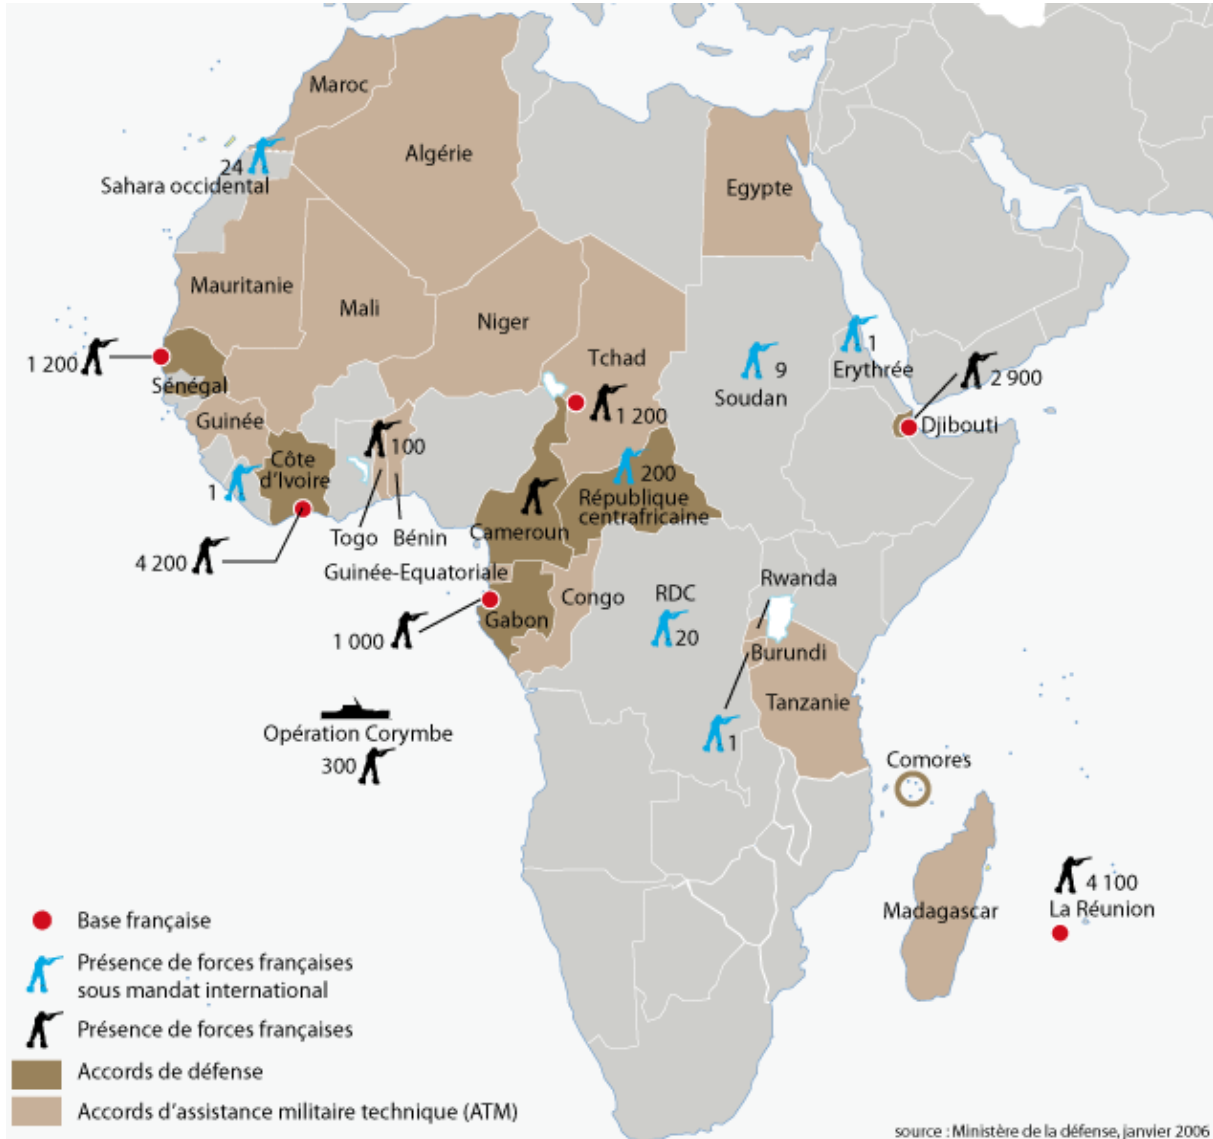 Maroc
Algérie
24
Sahara occidental
Egypte
Mauritanie
Mali
Niger
Tchad
1 200
Sénégal
1 200
9
Soudan
1
Erythrée
2 900
Djibouti
Guinée
100
Côte
d'Ivoire
1
200
République
centrafricaine
Togo
Bénin
Cameroun
4 200
Guinée-Equatoriale
Congo
RDC
Rwanda
Gabon
1 000
20
Burundi
Tanzanie
Opération Corymbe
300
1
Comores
4 100
La Réunion
Madagascar
Base française
Présence de forces françaises
sous mandat international
Présence de forces françaises
Accords de défense
Accords d'assistance militaire technique (ATM)
source : Ministère de la défense, janvier 2006